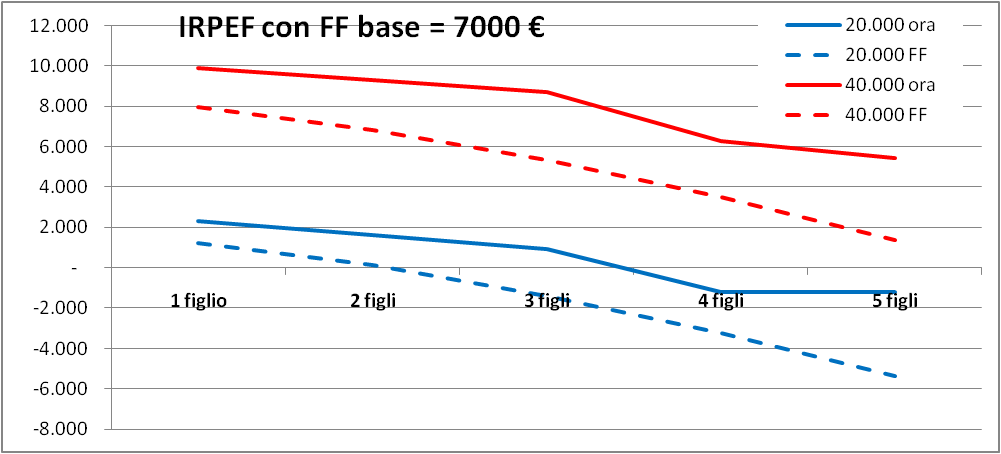 IRPEF con FF base = 7000 €
20.000 ora
20.000 FF
40.000 ora
40.000 FF
12.000
10.000
8.000
6.000
4.000
2.000
-
-2.000
-4.000
-6.000
-8.000
1 figlio
2 figli
3 figli
4 figli
5 figli